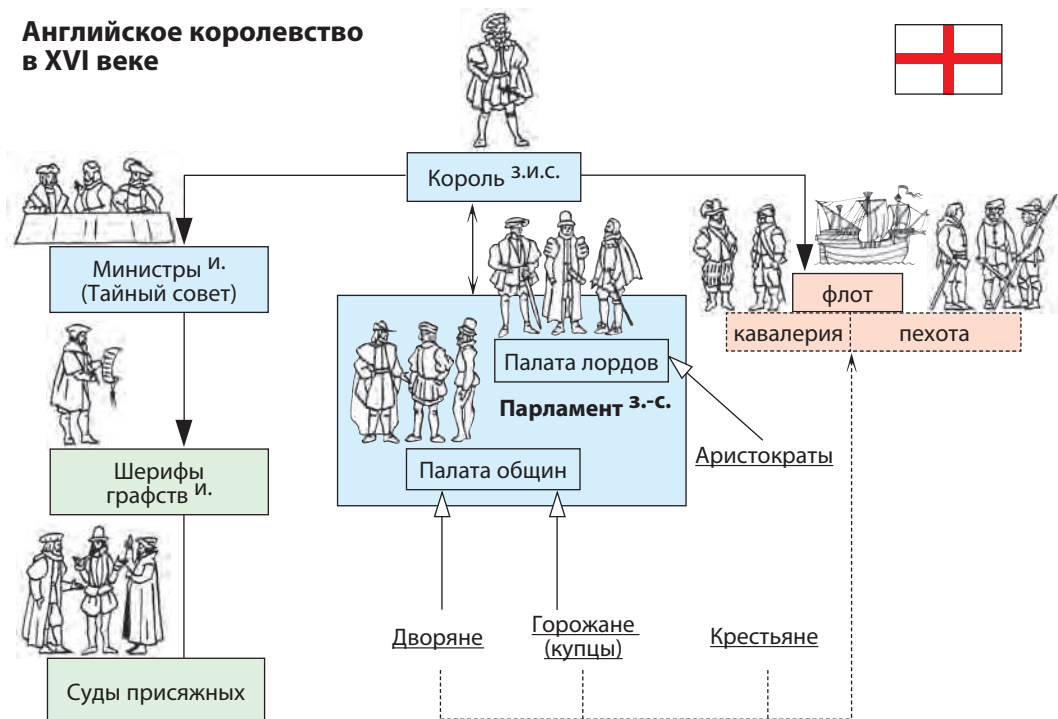 Английское королевство
в XVI веке
Король з.и.с.
Министры и.
(Тайный совет)
флот
кавалерия
пехота
Палата лордов
Парламент з.-с.
Аристократы
Шерифы
графств и.
Палата общин
Дворяне
Горожане
(купцы)
Крестьяне
Суды присяжных